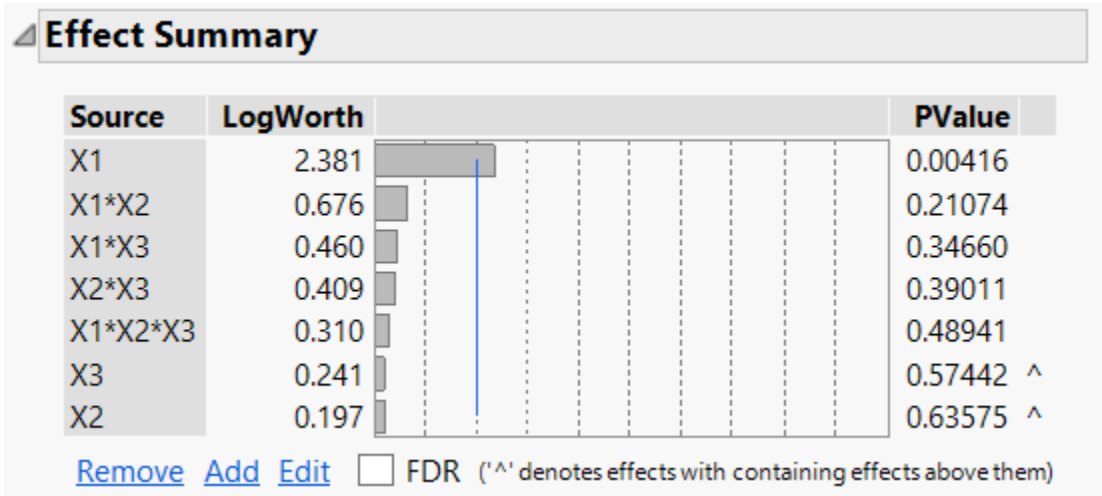 Effect Summary
Source LogWorth PValue
X1 2.381 0.00416
X1*X2 0.676 0.21074
X1*X3 0.460 0.34660
X2*X3 0.409 0.39011
X1*X2*X3 0.310 0.48941
X3 0.241 0.57442 ^
X2 0.197 0.63575 ^
Remove Add Edit FDR ('^' denotes effects with containing effects above them)